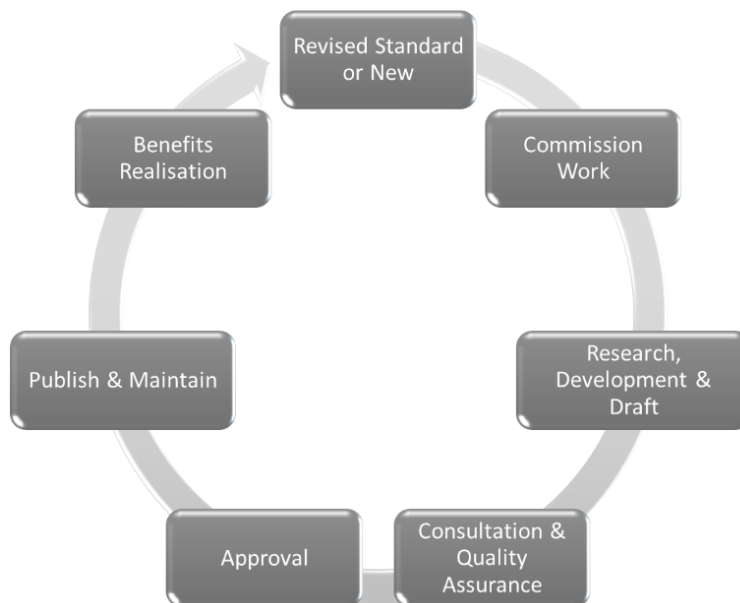 Revised Standard
or New
Commission
Work
Research,
Development &
Draft
Consultation &
Quality
Assurance
Approval
Publish & Maintain
Benefits
Realisation